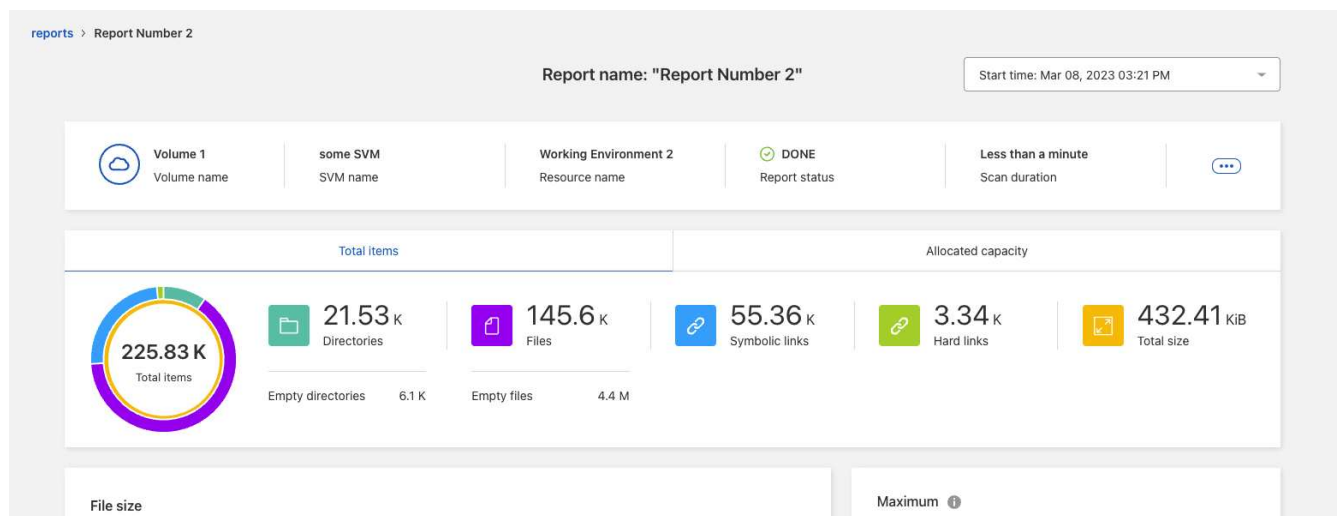 reports > Report Number 2
Report name: "Report Number 2"
Start time: Mar 08, 2023 03:21 PM
Volume 1
Volume name
some SVM
SVM name
Working Environment 2
Resource name
DONE
Report status
Less than a minute
Scan duration
Total items
Allocated capacity
225.83 K
Total items
21.53 K
Directories
Empty directories 6.1 K
145.6 K
Files
Empty files 4.4 M
55.36 K
Symbolic links
3.34 K
Hard links
432.41 KiB
Total size
File size
Maximum